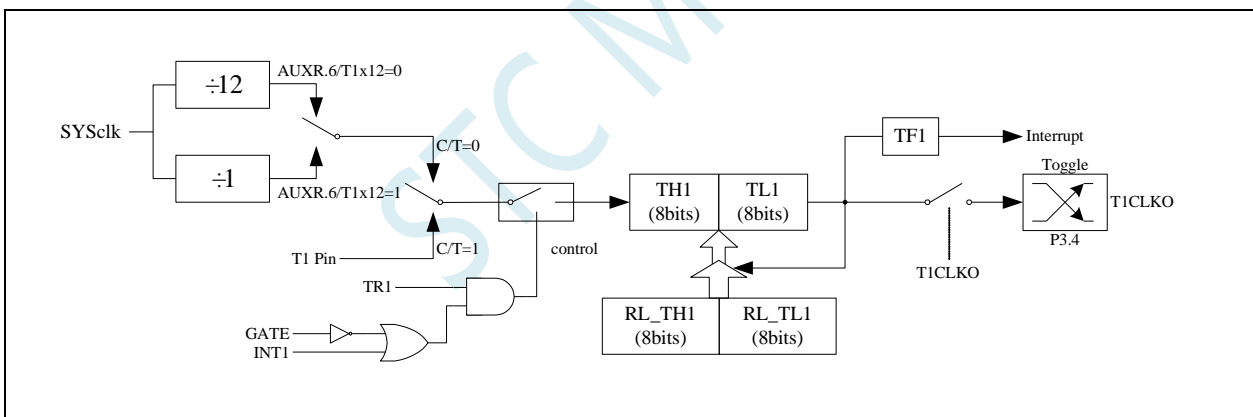 ÷12
AUXR.6/T1x12=0
SYSclk
÷1
AUXR.6/T1x12=1
C/T=0
C/T=1
T1 Pin
control
TR1
GATE
INT1
TH1
(8bits)
TL1
(8bits)
RL_TH1
(8bits)
RL_TL1
(8bits)
TF1
Interrupt
Toggle
T1CLKO
P3.4
T1CLKO
STC M